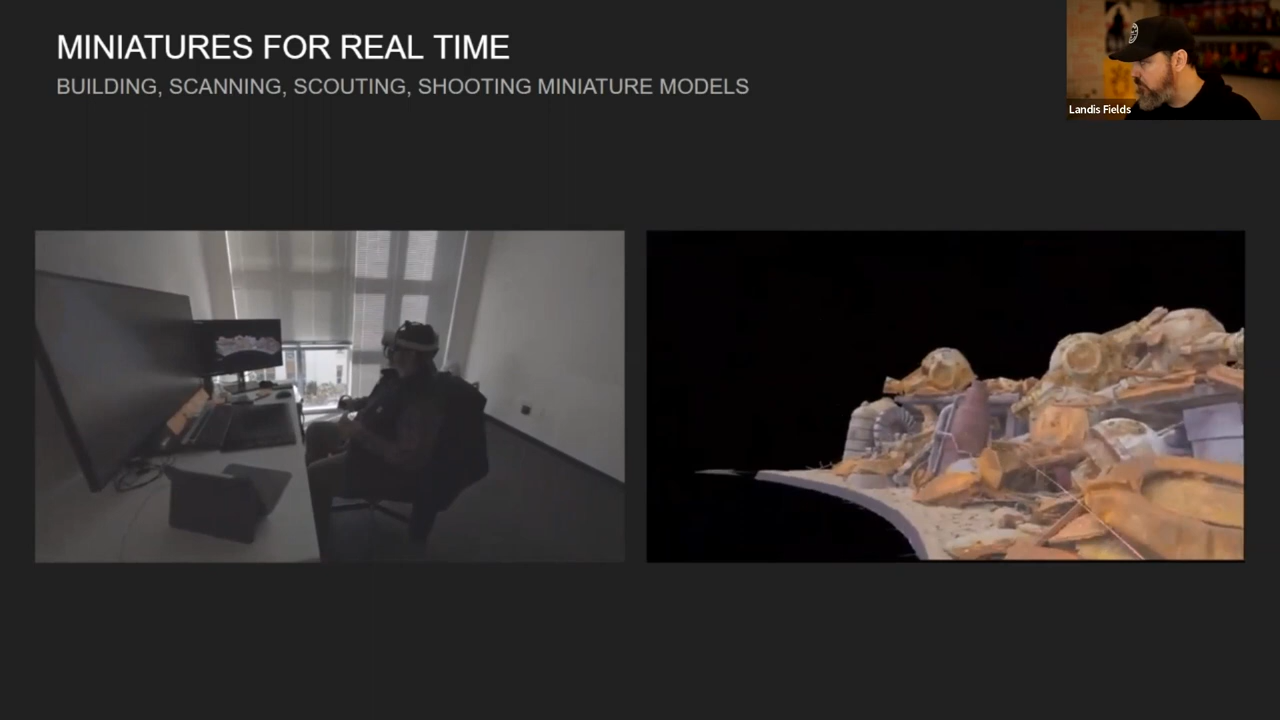 MINIATURES FOR REAL TIME
BUILDING, SCANNING, SCOUTING, SHOOTING MINIATURE MODELS
Landis Fields